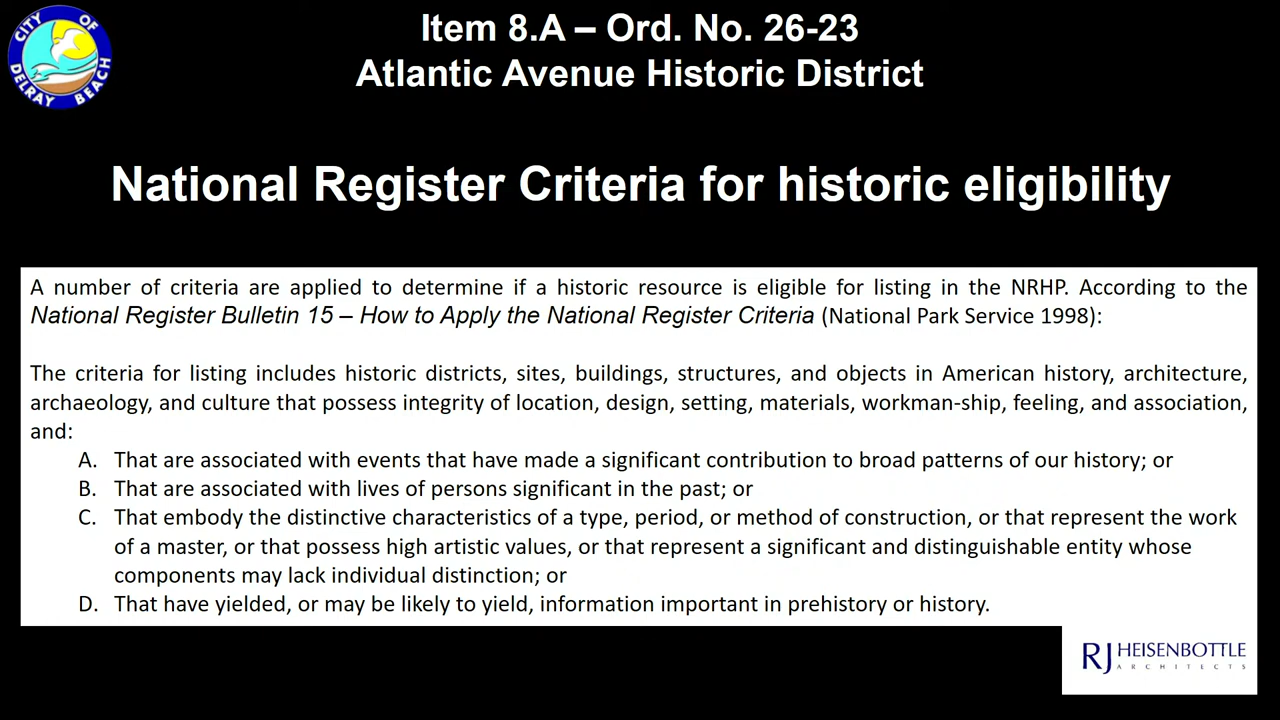 CITY OF
DELRAY BEACH
Item 8.A – Ord. No. 26-23
Atlantic Avenue Historic District
National Register Criteria for historic eligibility
A number of criteria are applied to determine if a historic resource is eligible for listing in the NRHP. According to the
National Register Bulletin 15 – How to Apply the National Register Criteria (National Park Service 1998):
The criteria for listing includes historic districts, sites, buildings, structures, and objects in American history, architecture,
archaeology, and culture that possess integrity of location, design, setting, materials, workman-ship, feeling, and association,
and:
A. That are associated with events that have made a significant contribution to broad patterns of our history; or
B. That are associated with lives of persons significant in the past; or
C. That embody the distinctive characteristics of a type, period, or method of construction, or that represent the work
of a master, or that possess high artistic values, or that represent a significant and distinguishable entity whose
components may lack individual distinction; or
D. That have yielded, or may be likely to yield, information important in prehistory or history.
RJ HEISENBOTTLE
ARCHITECTS